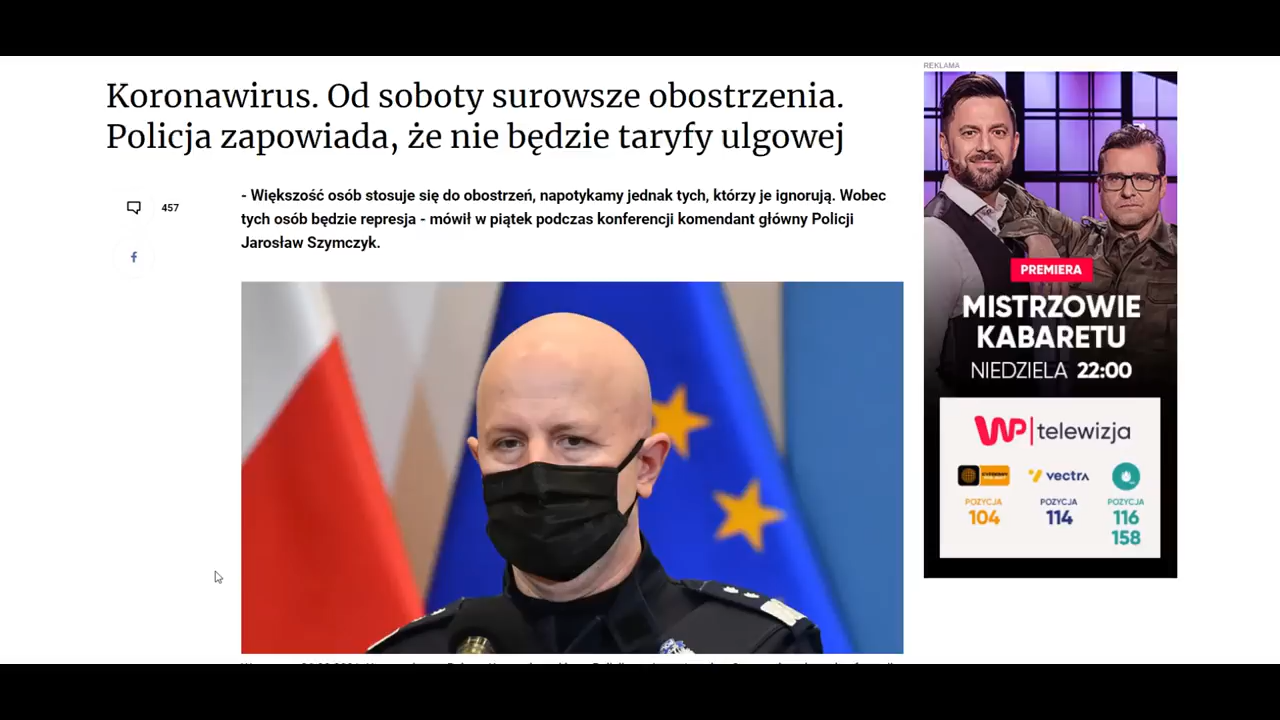 Koronawirus. Od soboty surowsze obostrzenia.
Policja zapowiada, że nie będzie taryfy ulgowej
457
- Większość osób stosuje się do obostrzeń, napotykamy jednak tych, którzy je ignorują. Wobec
tych osób będzie represja - mówił w piątek podczas konferencji komendant główny Policji
Jarosław Szymczyk.
REKLAMA
PREMIERA
MISTRZOWIE
KABARETU
NIEDZIELA 22:00
WP telewizja
vectra
POZYCJA POZYCJA POZYCJA
104 114 116
158